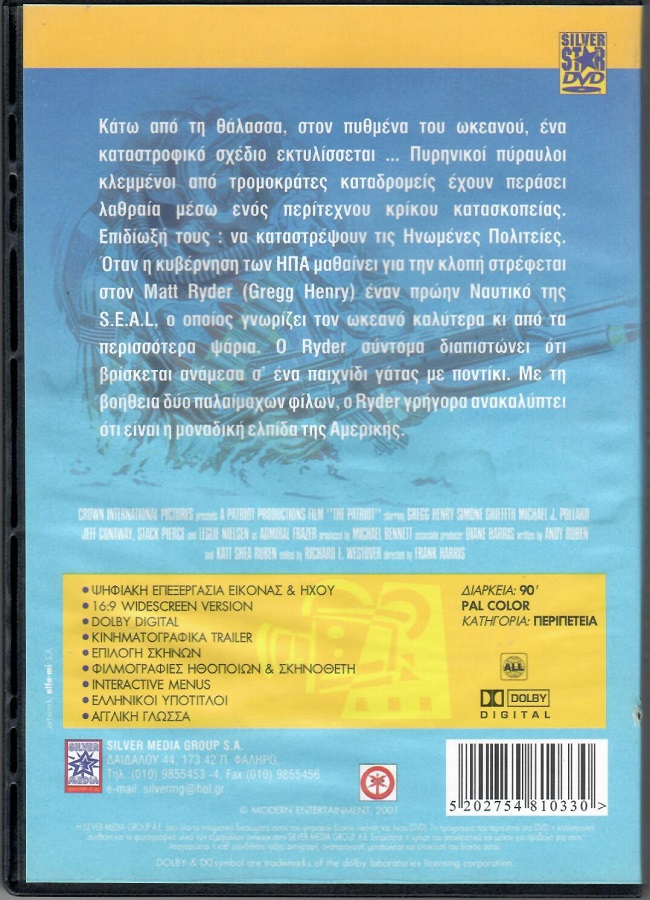 SILVER
STAR
DVD
Κάτω από τη θάλασσα, στον πυθμένα του ωκεανού, ένα
καταστροφικό σχέδιο εκτυλίσσεται ... Πυρηνικοί πύραυλοι
κλεμμένοι από τρομοκράτες καταδρομείς έχουν περάσει
λαθραία μέσω ενός περίτεχνου κρίκου κατασκοπείας.
Επιδίωξή τους : να καταστρέψουν τις Ηνωμένες Πολιτείες.
Όταν η κυβέρνηση των ΗΠΑ μαθαίνει για την κλοπή στρέφεται
στον Matt Ryder (Gregg Henry) έναν πρώην Ναυτικό της
S.E.A.L, ο οποίος γνωρίζει τον ωκεανό καλύτερα κι από τα
περισσότερα ψάρια. Ο Ryder σύντομα διαπιστώνει ότι
βρίσκεται ανάμεσα σ' ένα παιχνίδι γάτας με ποντίκι. Με τη
βοήθεια δύο παλαίμαχων φίλων, ο Ryder γρήγορα ανακαλύπτει
ότι είναι η μοναδική ελπίδα της Αμερικής.
CROWN INTERNATIONAL PICTURES presents A PATRIOT PRODUCTIONS FILM "THE PATRIOT" starring GREGG HENRY SIMONE GRIFFETH MICHAEL J. POLLARD
JEFF CONAWAY, STACK PIERCE and LESLIE NIELSEN as ADMIRAL FRAZER produced by MICHAEL BENNETT associate producer DIANE HARRIS written by ANDY RUBEN
and KATT SHEA RUBEN edited by RICHARD E. WESTOVER directed by FRANK HARRIS
• ΨΗΦΙΑΚΗ ΕΠΕΞΕΡΓΑΣΙΑ ΕΙΚΟΝΑΣ & ΗΧΟΥ
• 16:9 WIDESCREEN VERSION
• DOLBY DIGITAL
• ΚΙΝΗΜΑΤΟΓΡΑΦΙΚΑ TRAILER
• ΕΠΙΛΟΓΗ ΣΚΗΝΩΝ
• ΦΙΛΜΟΓΡΑΦΙΕΣ ΗΘΟΠΟΙΩΝ & ΣΚΗΝΟΘΕΤΗ
• INTERACTIVE MENUS
• ΕΛΛΗΝΙΚΟΙ ΥΠΟΤΙΤΛΟΙ
• ΑΓΓΛΙΚΗ ΓΛΩΣΣΑ
ΔΙΑΡΚΕΙΑ: 90'
PAL COLOR
ΚΑΤΗΓΟΡΙΑ: ΠΕΡΙΠΕΤΕΙΑ
ALL
DOLBY
DIGITAL
artwork alfa-mi S.A.
SILVER
MEDIA
SILVER MEDIA GROUP S.A.
ΔΑΙΔΑΛΟΥ 44, 173 42 Π. ΦΑΛΗΡΟ,
Τηλ. (010) 9855453 -4, Fax.(010) 9855456
e-mail: silvermg@hol.gr
5 202754 810330 >
© MODERN ENTERTAINMENT, 2001
Η SILVER MEDIA GROUP A.E.
DOLBY & symbol are trademarks of the dolby laboratories licensing corporation.